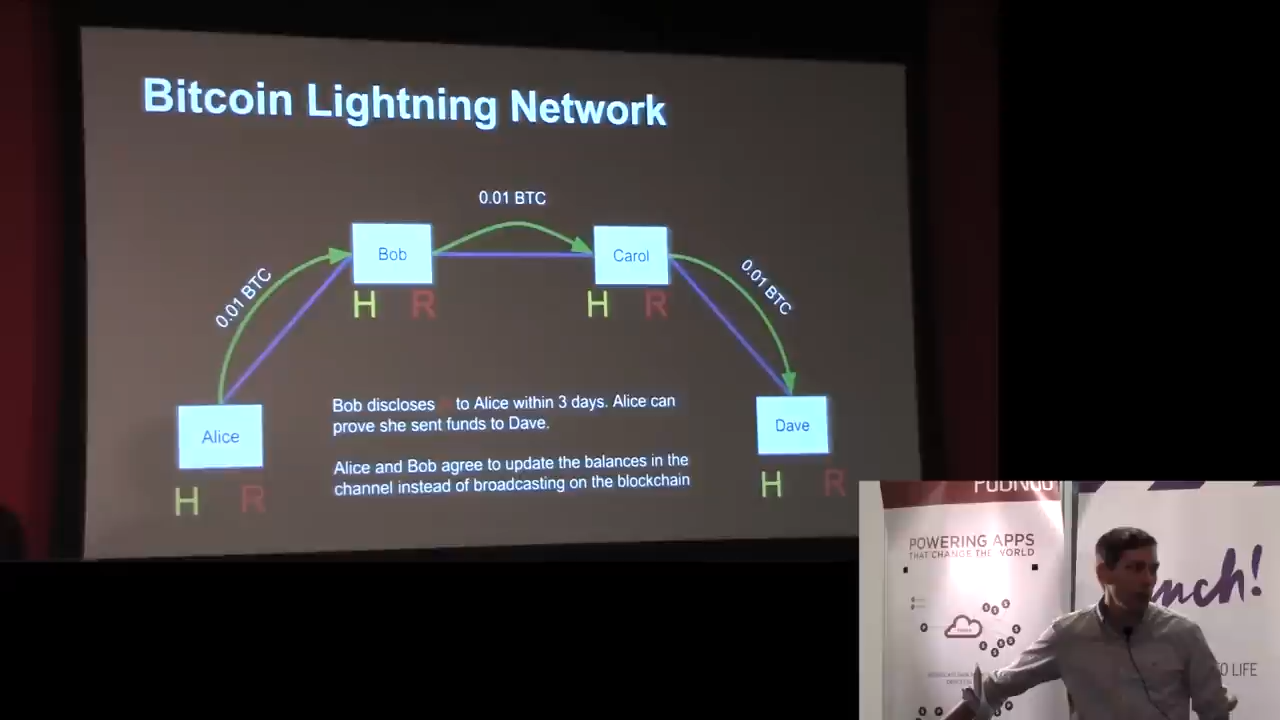 Bitcoin Lightning Network
0.01 BTC
Bob
Carol
0.01 BTC
0.01 BTC
H R
H R
Bob discloses R to Alice within 3 days. Alice can
prove she sent funds to Dave.
Alice
Dave
Alice and Bob agree to update the balances in the
channel instead of broadcasting on the blockchain
H R
H R
POWERING APPS
THAT CHANGE THE WORLD
TO LIFE